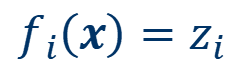 fᵢ(x) = zᵢ